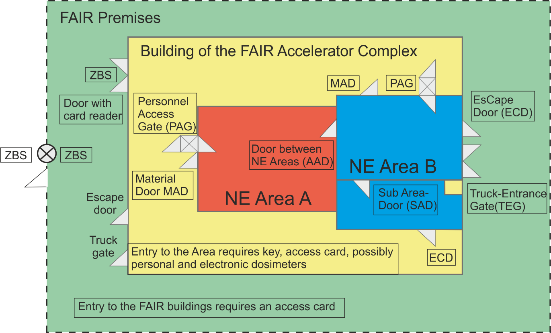 FAIR Premises
Building of the FAIR Accelerator Complex
ZBS
MAD
PAG
Door with
card reader
Personnel
Access
Gate (PAG)
EsCape
Door (ECD)
ZBS
ZBS
Door between
NE Areas (AAD)
NE Area B
Material
Door MAD
NE Area A
Sub Area-
Door (SAD)
Truck-Entrance
Gate(TEG)
Escape
door
Truck
gate
Entry to the Area requires key, access card, possibly
personal and electronic dosimeters
ECD
Entry to the FAIR buildings requires an access card